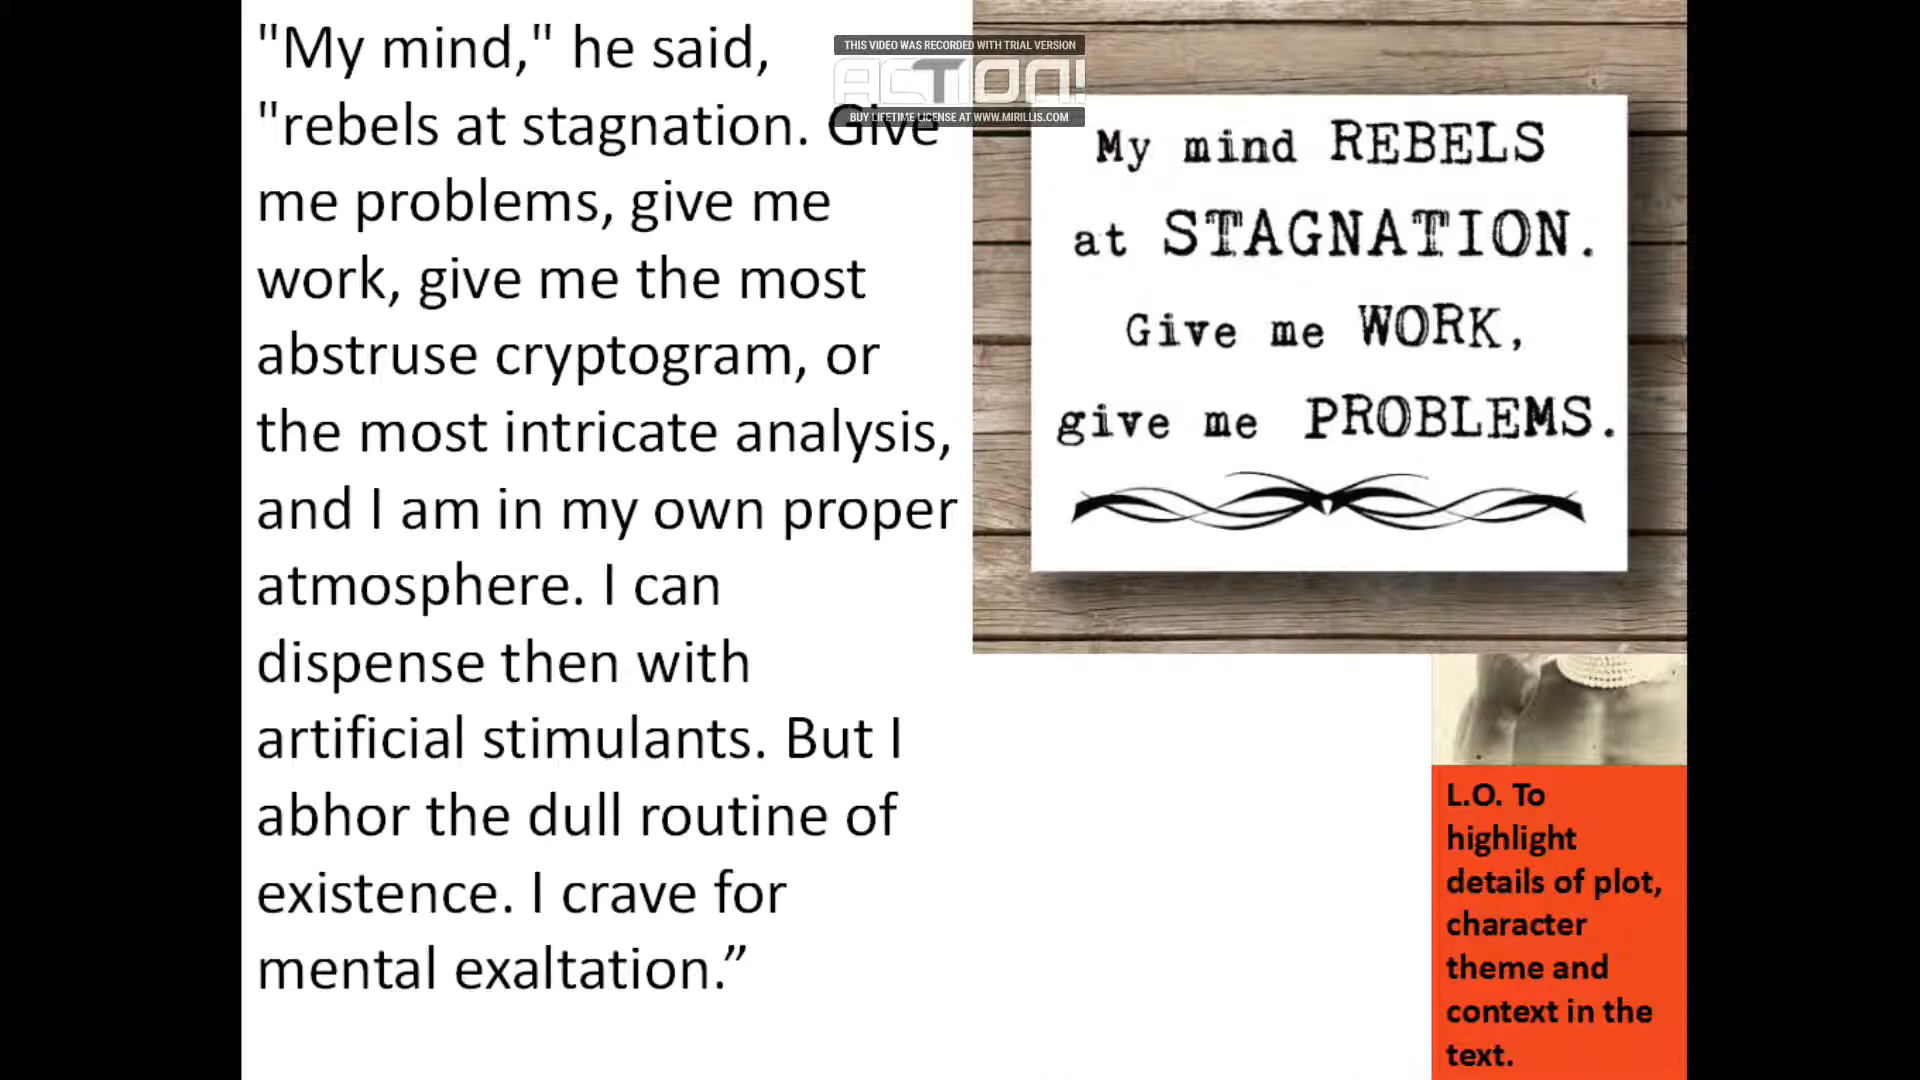 "My mind," he said,
"rebels at stagnation. Give
me problems, give me
work, give me the most
abstruse cryptogram, or
the most intricate analysis,
and I am in my own proper
atmosphere. I can
dispense then with
artificial stimulants. But I
abhor the dull routine of
existence. I crave for
mental exaltation.”
THIS VIDEO WAS RECORDED WITH TRIAL VERSION
ACTION!
BUY LIFETIME LICENSE AT WWW.MIRILLIS.COM
My mind REBELS
at STAGNATION.
Give me WORK,
give me PROBLEMS.
L.O. To
highlight
details of plot,
character
theme and
context in the
text.